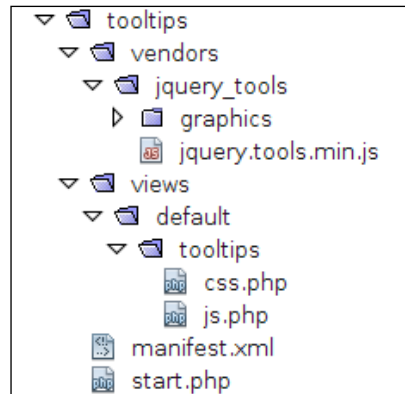 tooltips
vendors
jquery_tools
graphics
jquery.tools.min.js
views
default
tooltips
css.php
js.php
manifest.xml
start.php